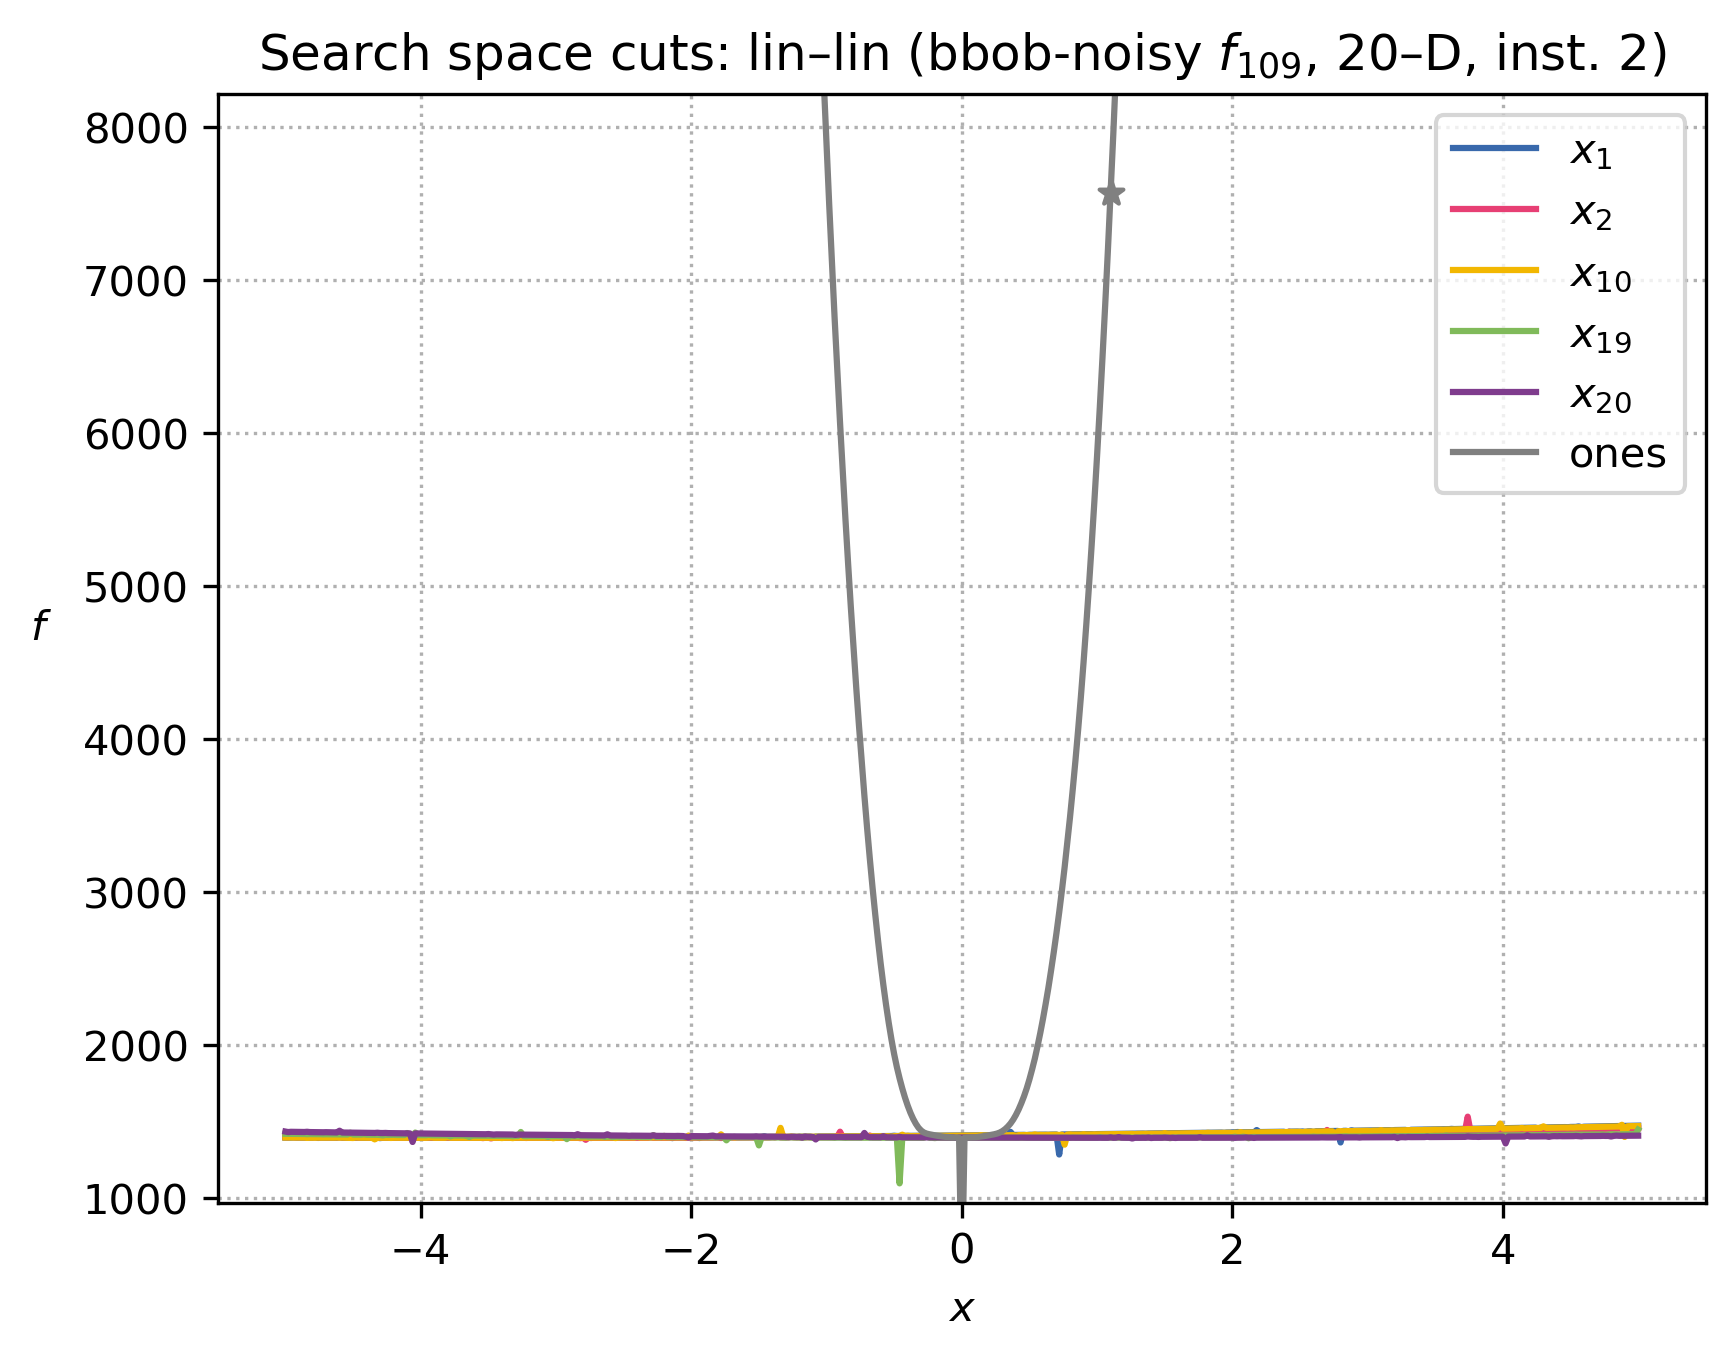 Search space cuts: lin–lin (bbob-noisy f109, 20–D, inst. 2)
8000
7000
6000
5000
4000
3000
2000
1000
f
−4
−2
0
2
4
x
x1
x2
x10
x19
x20
ones